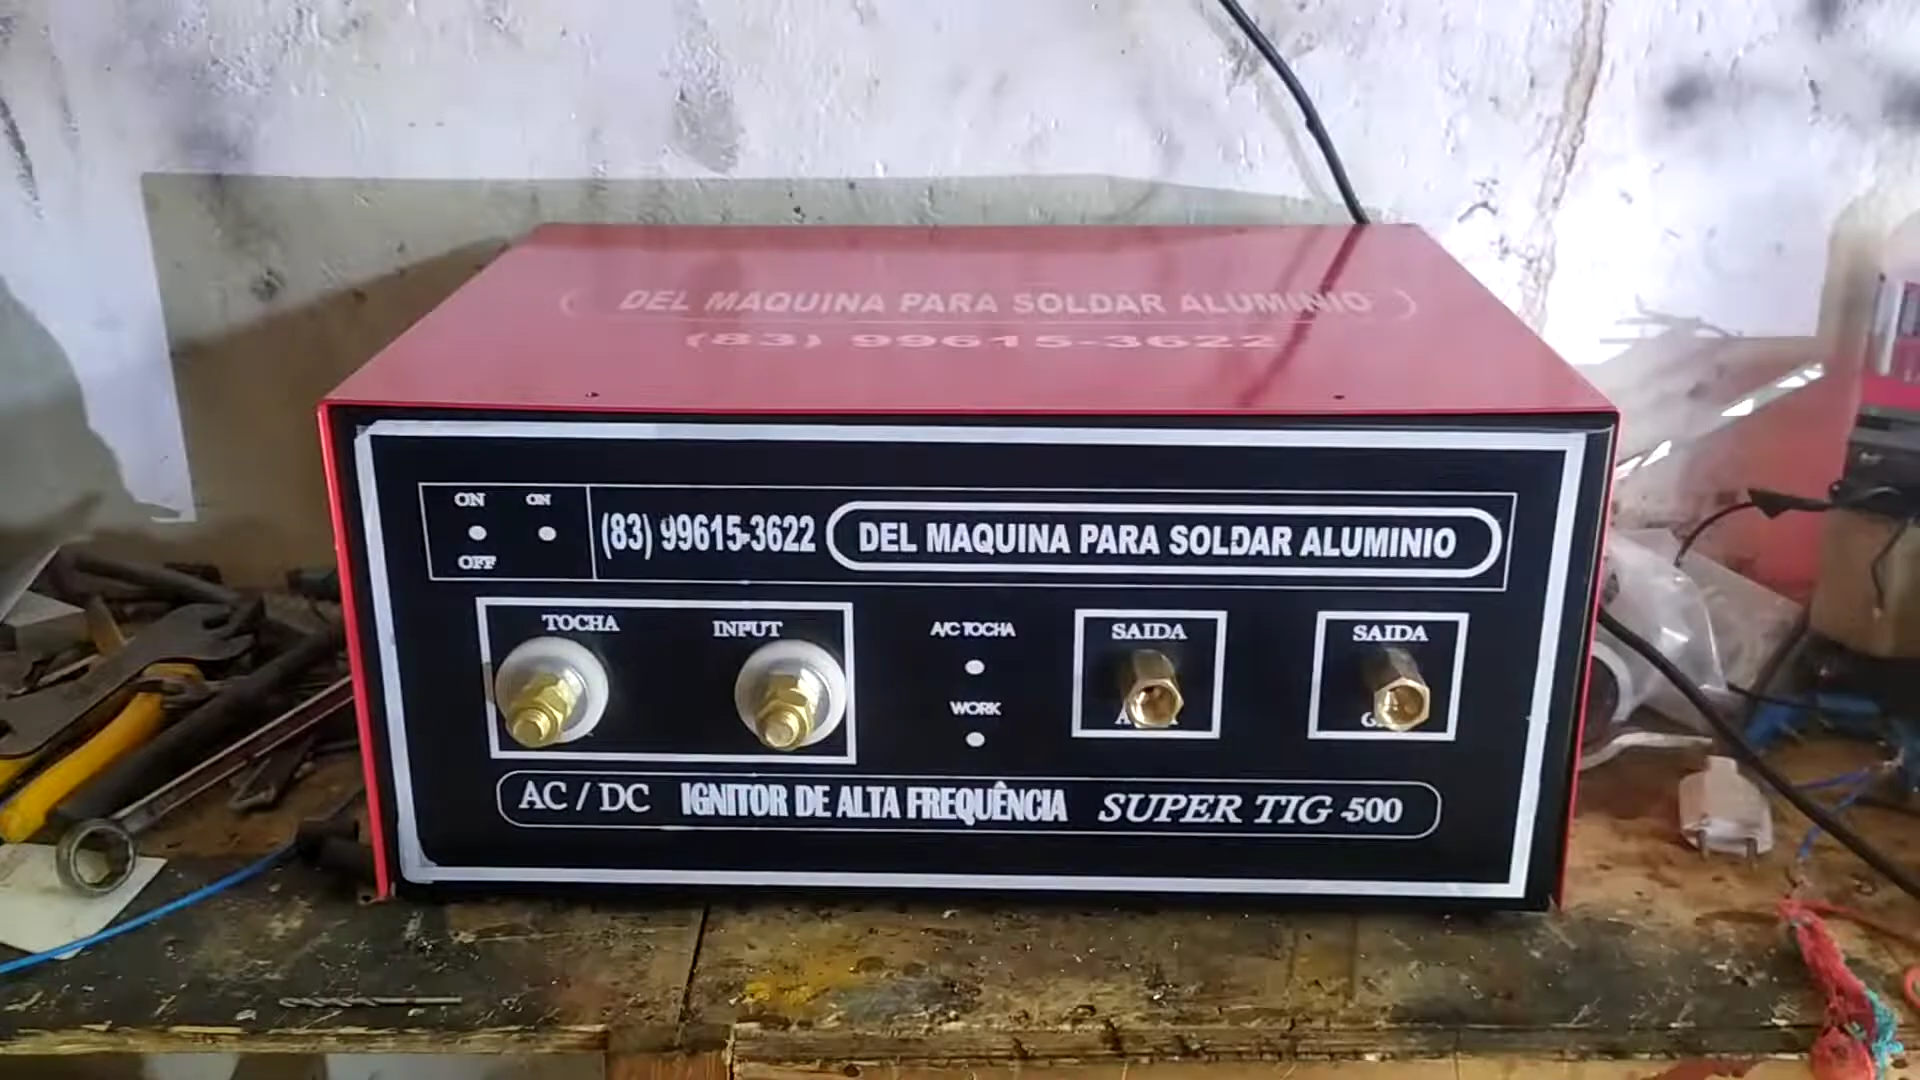 DEL MAQUINA PARA SOLDAR ALUMINIO
(83) 99615-3622
ON ON
OFF
(83) 99615-3622 DEL MAQUINA PARA SOLDAR ALUMINIO
TOCHA INPUT
A/C TOCHA
WORK
SAIDA
SAIDA
AC / DC IGNITOR DE ALTA FREQUÊNCIA SUPER TIG 500